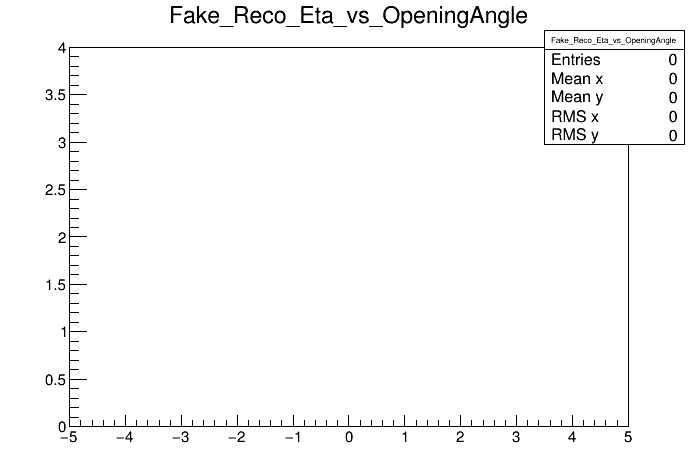 Fake_Reco_Eta_vs_OpeningAngle
Fake_Reco_Eta_vs_OpeningAngle
Entries 0
Mean x 0
Mean y 0
RMS x 0
RMS y 0
4
3.5
3
2.5
2
1.5
1
0.5
0
−5 −4 −3 −2 −1 0 1 2 3 4 5